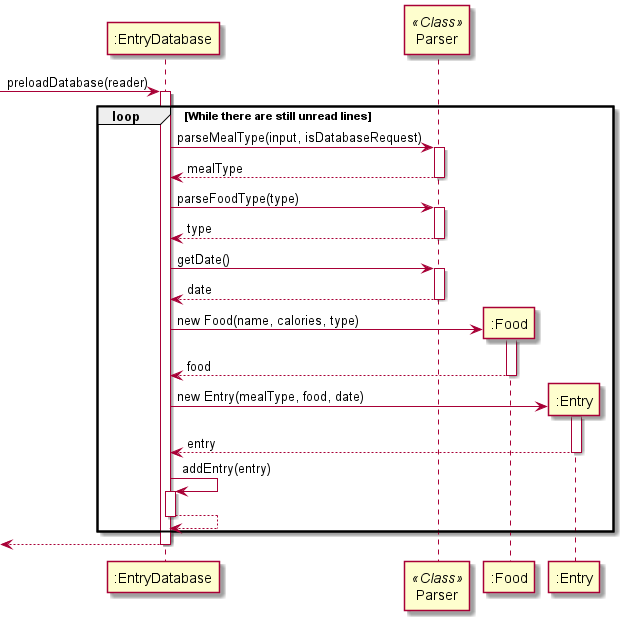 «Class»
:EntryDatabase
Parser
preloadDatabase(reader)
loop
[While there are still unread lines]
parseMealType(input, isDatabaseRequest)
mealType
parseFoodType(type)
type
getDate()
date
new Food(name, calories, type)
:Food
food
new Entry(mealType, food, date)
:Entry
entry
addEntry(entry)
:EntryDatabase
«Class»
Parser
:Food
:Entry